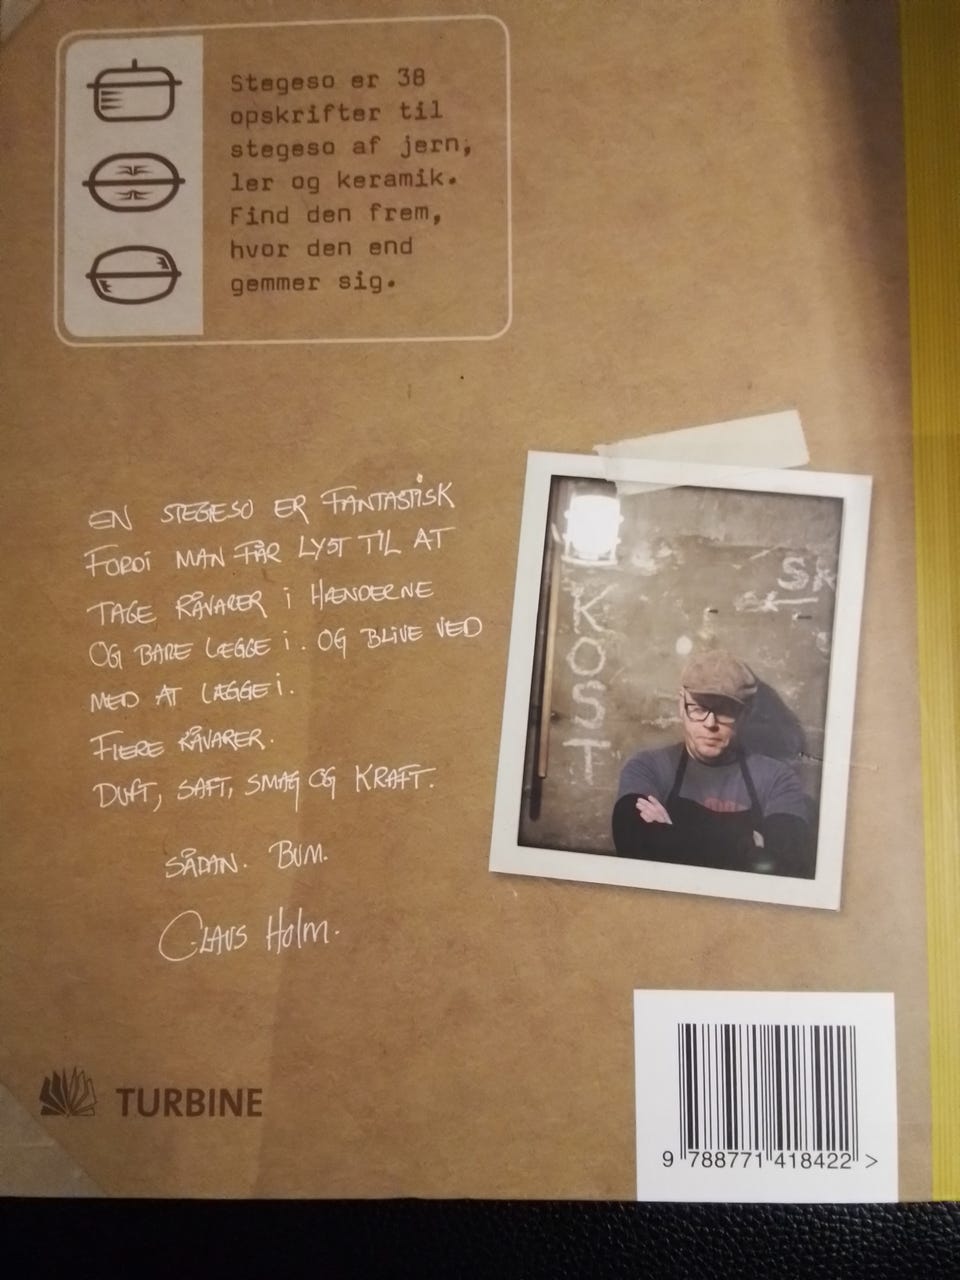 Stegeso er 38
opskrifter til
stegeso af jern,
ler og keramik.
Find den frem,
hvor den end
gemmer sig.
EN STEGESO ER FANTASTISK
FORDI MAN FÅR LYST TIL AT
TAGE RÅVARER I HÆNDERNE
OG BARE LÆGGE I. OG BLIVE VED
MED AT LÆGGE I.
FLERE RÅVARER.
DUFT, SAFT, SMAG OG KRAFT.
SÅDAN. BUM.
CLAUS HOLM.
KOST
SK
TURBINE
9 788771 418422 >